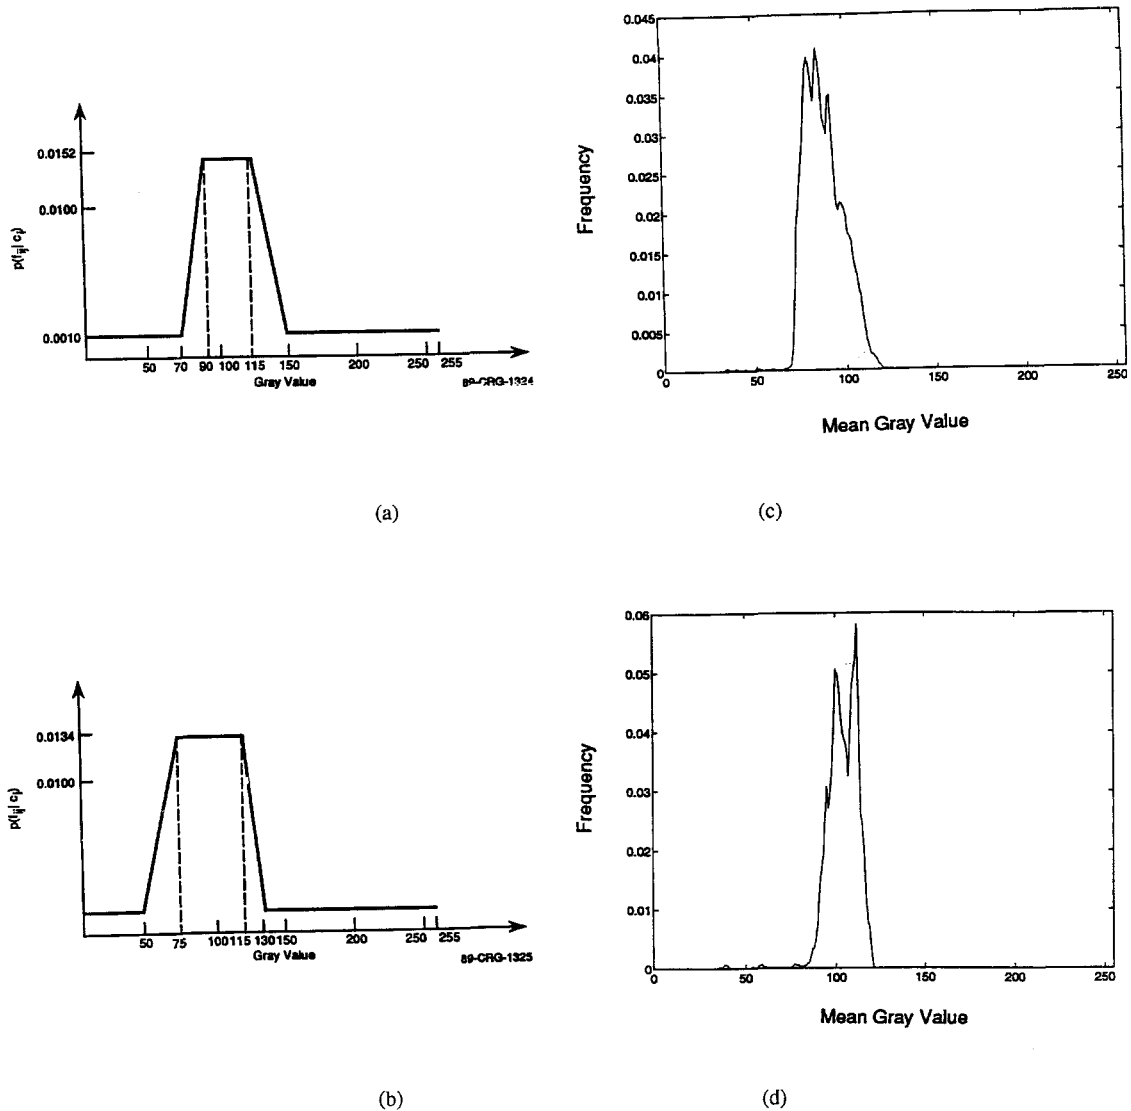 0.0152
0.0100
0.0010
p(f_ij | c_i)
50 70 90 100 115 150 200 250 255
Gray Value
89-CRG-1324
(a)
0.045
0.04
0.035
0.03
0.025
0.02
0.015
0.01
0.005
0
Frequency
0 50 100 150 200 250
Mean Gray Value
(c)
0.0134
0.0100
p(f_ij | c_i)
50 75 100 115 130 150 200 250 255
Gray Value
89-CRG-1325
(b)
0.06
0.05
0.04
0.03
0.02
0.01
0
Frequency
0 50 100 150 200 250
Mean Gray Value
(d)